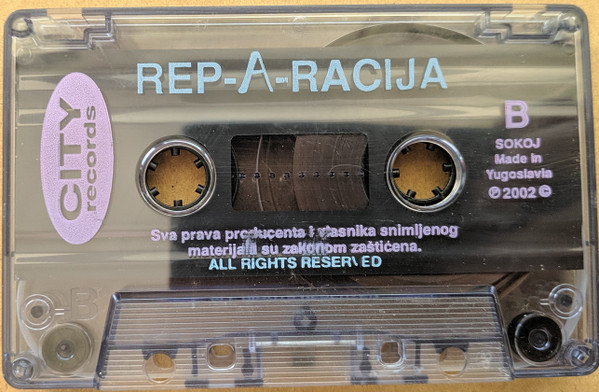 REP-A-RACIJA
CITY
records
B
SOKOJ
Made in
Yugoslavia
℗ 2002 ©
Sva prava producenta i vlasnika snimljenog
materijala su zakonom zaštićena.
ALL RIGHTS RESERVED
B